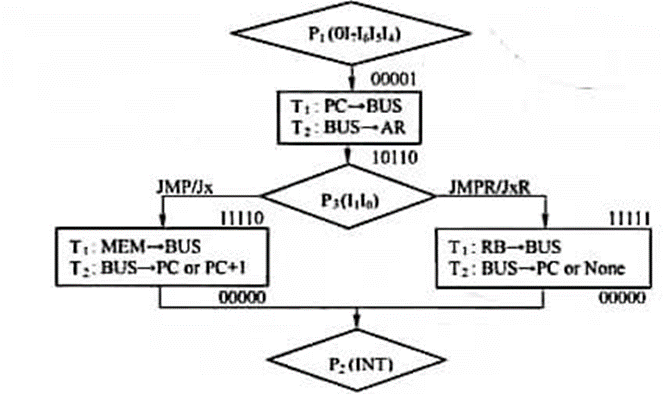 P₁(0I₇I₆I₅I₄)
00001
T₁: PC→BUS
T₂: BUS→AR
10110
JMP/Jx
P₃(I₁I₀)
JMPR/JxR
11110
11111
T₁: MEM→BUS
T₂: BUS→PC or PC+1
T₁: RB→BUS
T₂: BUS→PC or None
00000
00000
P₂(INT)